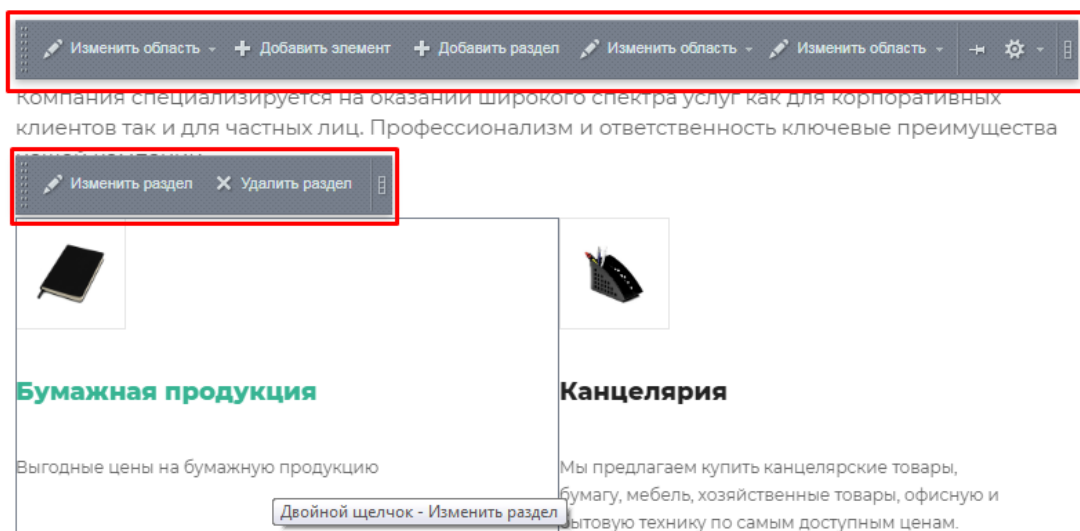 Изменить область Добавить элемент Добавить раздел Изменить область Изменить область
Компания специализируется на оказании широкого спектра услуг как для корпоративных
клиентов так и для частных лиц. Профессионализм и ответственность ключевые преимущества
Изменить раздел Удалить раздел
Бумажная продукция
Выгодные цены на бумажную продукцию
Двойной щелчок - Изменить раздел
Канцелярия
Мы предлагаем купить канцелярские товары,
бумагу, мебель, хозяйственные товары, офисную и
бытовую технику по самым доступным ценам.